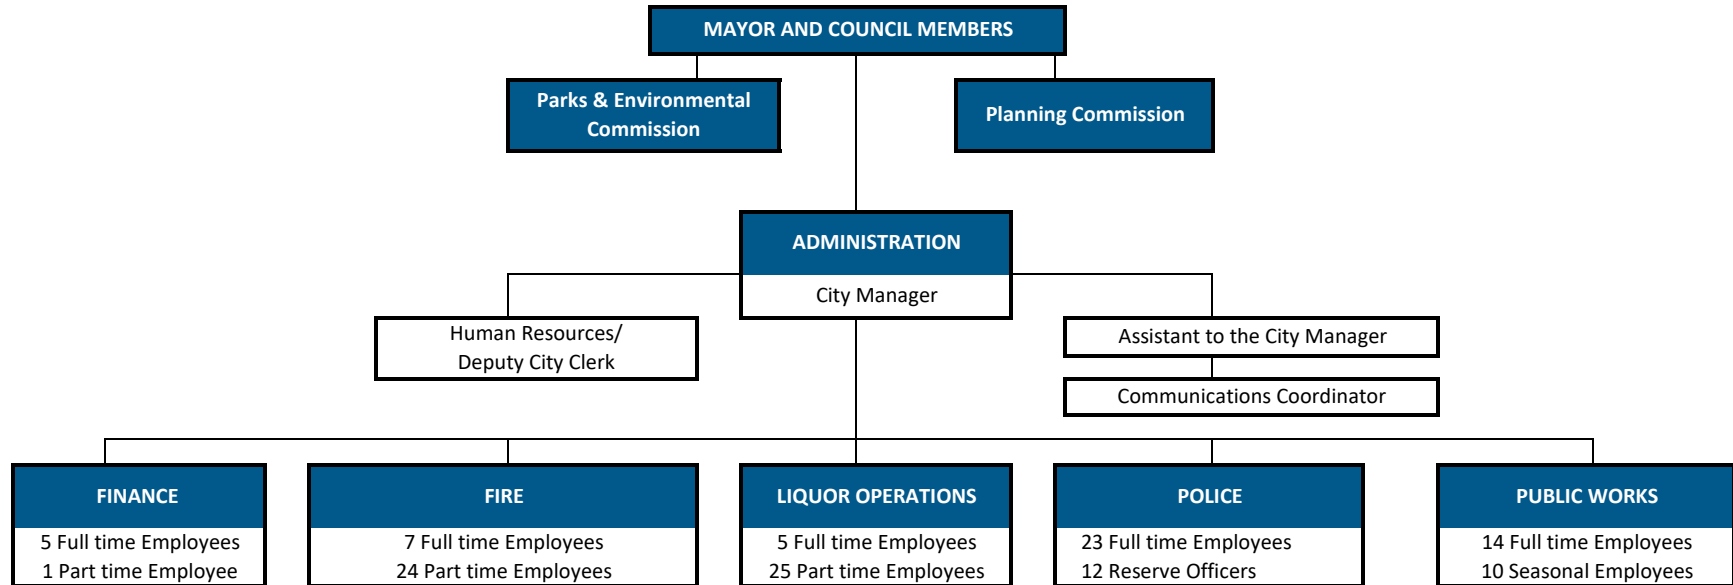 MAYOR AND COUNCIL MEMBERS
Parks & Environmental
Commission
Planning Commission
ADMINISTRATION
City Manager
Human Resources/
Deputy City Clerk
Assistant to the City Manager
Communications Coordinator
FINANCE
5 Full time Employees
1 Part time Employee
FIRE
7 Full time Employees
24 Part time Employees
LIQUOR OPERATIONS
5 Full time Employees
25 Part time Employees
POLICE
23 Full time Employees
12 Reserve Officers
PUBLIC WORKS
14 Full time Employees
10 Seasonal Employees